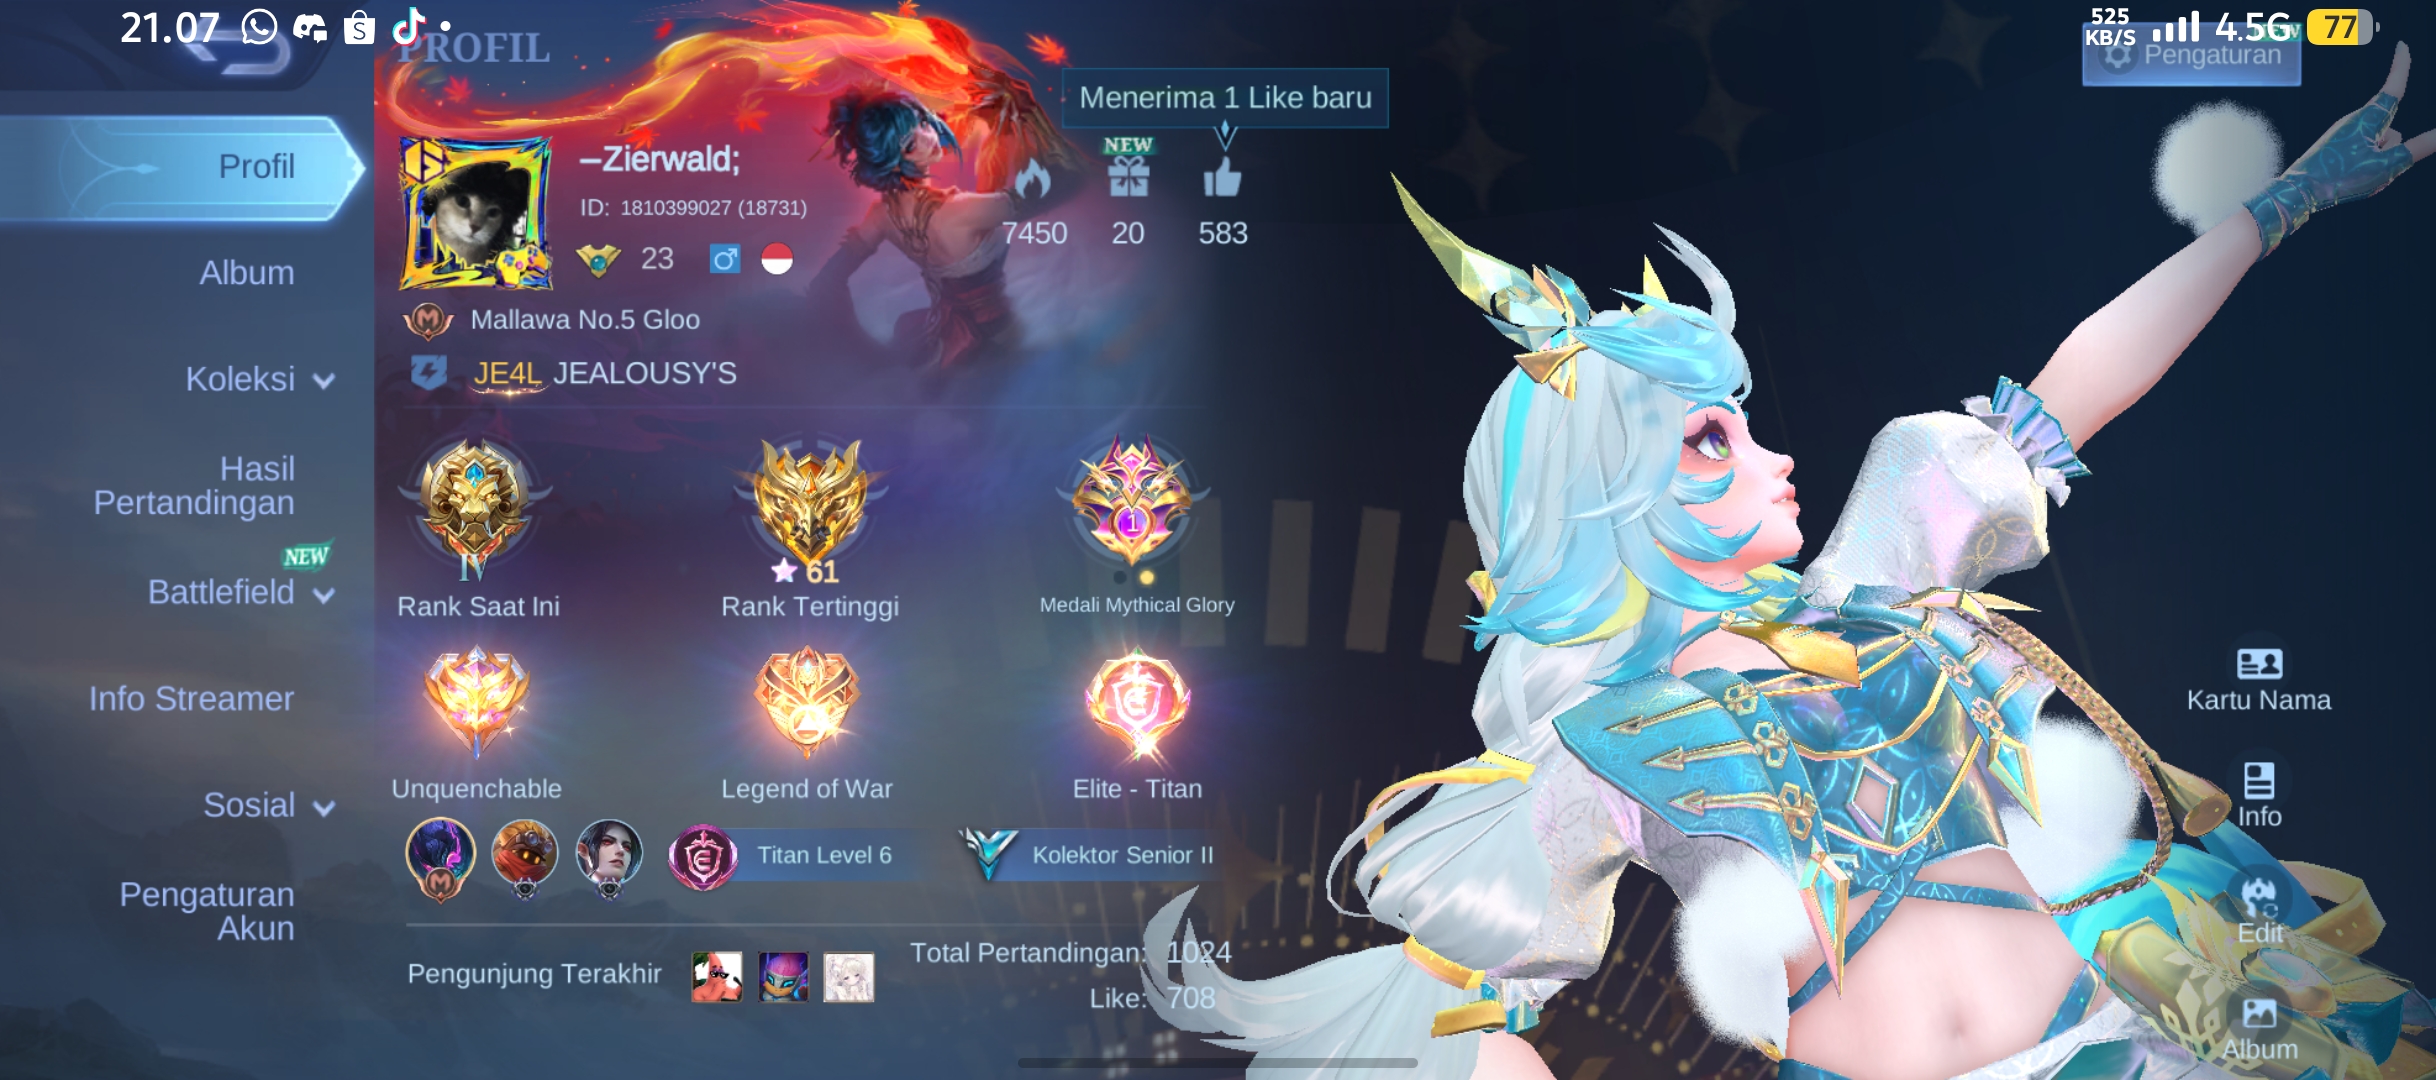 21.07
525
KB/S
4.5G
77
PROFIL
NEW
Pengaturan
Menerima 1 Like baru
Profil
–Zierwald;
NEW
ID: 1810399027 (18731)
7450
20
583
23
Album
Mallawa No.5 Gloo
JE4L JEALOUSY'S
Koleksi
Hasil
Pertandingan
NEW
Battlefield
IV
61
1
Rank Saat Ini
Rank Tertinggi
Medali Mythical Glory
Info Streamer
Unquenchable
Legend of War
Elite - Titan
Sosial
Titan Level 6
Kolektor Senior II
Pengaturan
Akun
Pengunjung Terakhir
Total Pertandingan: 1024
Like: 708
Kartu Nama
Info
Edit
Album